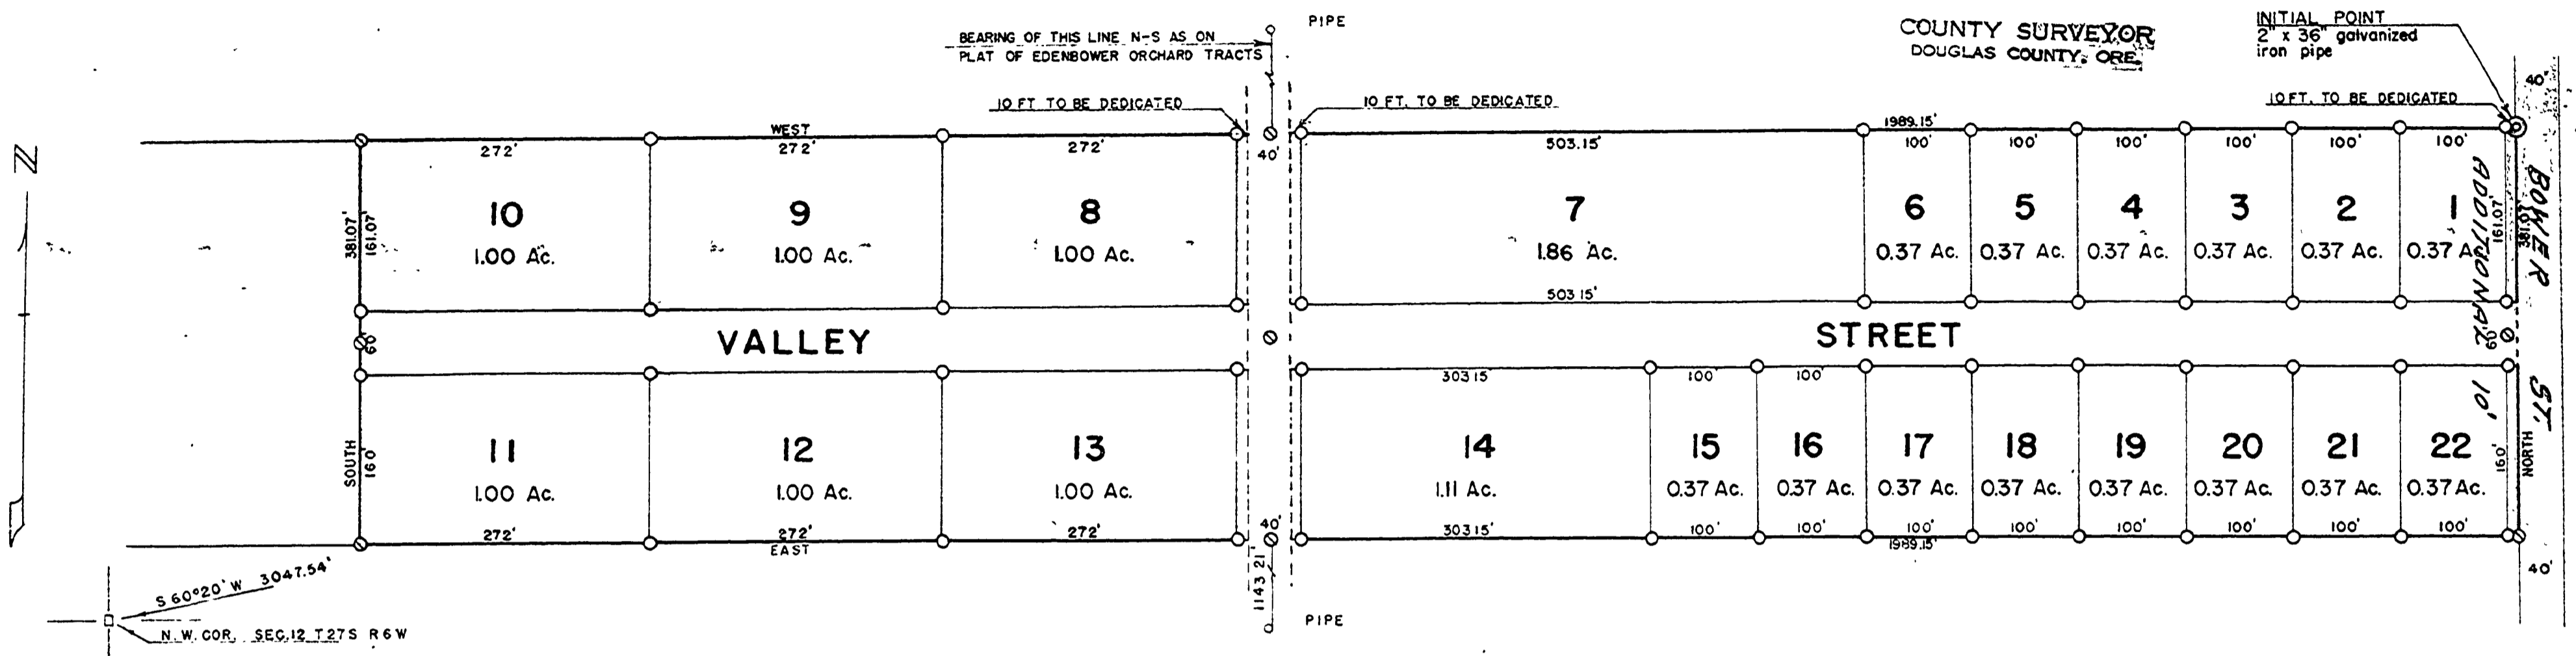 PIPE
BEARING OF THIS LINE N-S AS ON
PLAT OF EDENBOWER ORCHARD TRACTS
COUNTY SURVEYOR
DOUGLAS COUNTY, ORE.
INITIAL POINT
2" x 36" galvanized
iron pipe
40'
10 FT TO BE DEDICATED
10 FT. TO BE DEDICATED
10 FT. TO BE DEDICATED
N
WEST
1989.15'
272' 272' 272' 40' 503.15' 100' 100' 100' 100' 100' 100'
10 9 8 7 6 5 4 3 2 1
1.00 Ac. 1.00 Ac. 1.00 Ac. 1.86 Ac. 0.37 Ac. 0.37 Ac. 0.37 Ac. 0.37 Ac. 0.37 Ac. 0.37 A
381.07'
161.07'
161.07'
381.07'
BOWER ST.
ADDITIONAL 10'
503.15'
60'
VALLEY STREET
60'
303.15 100' 100'
11 12 13 14 15 16 17 18 19 20 21 22
1.00 Ac. 1.00 Ac. 1.00 Ac. 1.11 Ac. 0.37 Ac. 0.37 Ac. 0.37 Ac. 0.37 Ac. 0.37 Ac. 0.37 Ac. 0.37 Ac. 0.37 Ac.
SOUTH
160'
160'
NORTH
272' 272' 272' 40' 303.15' 100' 100' 100' 100' 100' 100' 100' 100'
EAST
1989.15'
40'
1143.21'
S 60°20' W 3047.54'
N.W. COR. SEC.12 T27S R6W
PIPE